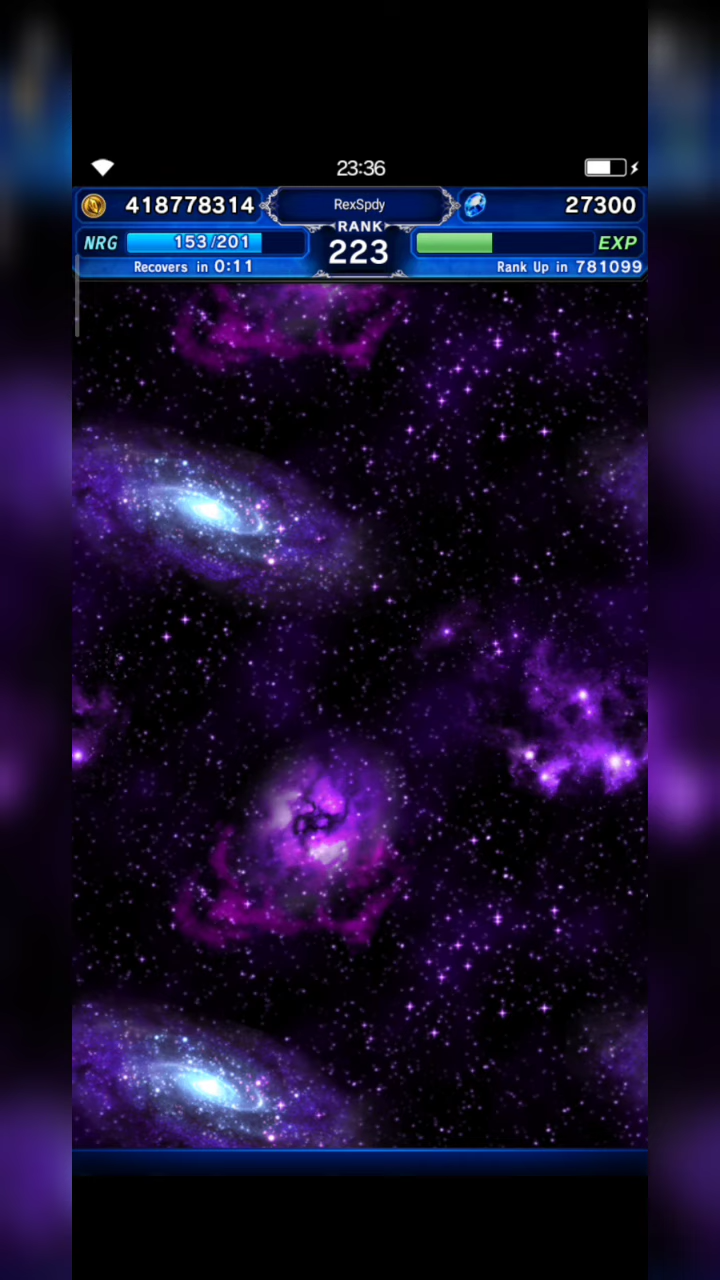 23:36
418778314 RexSpdy 27300
RANK
NRG 153/201 223 EXP
Recovers in 0:11 Rank Up in 781099